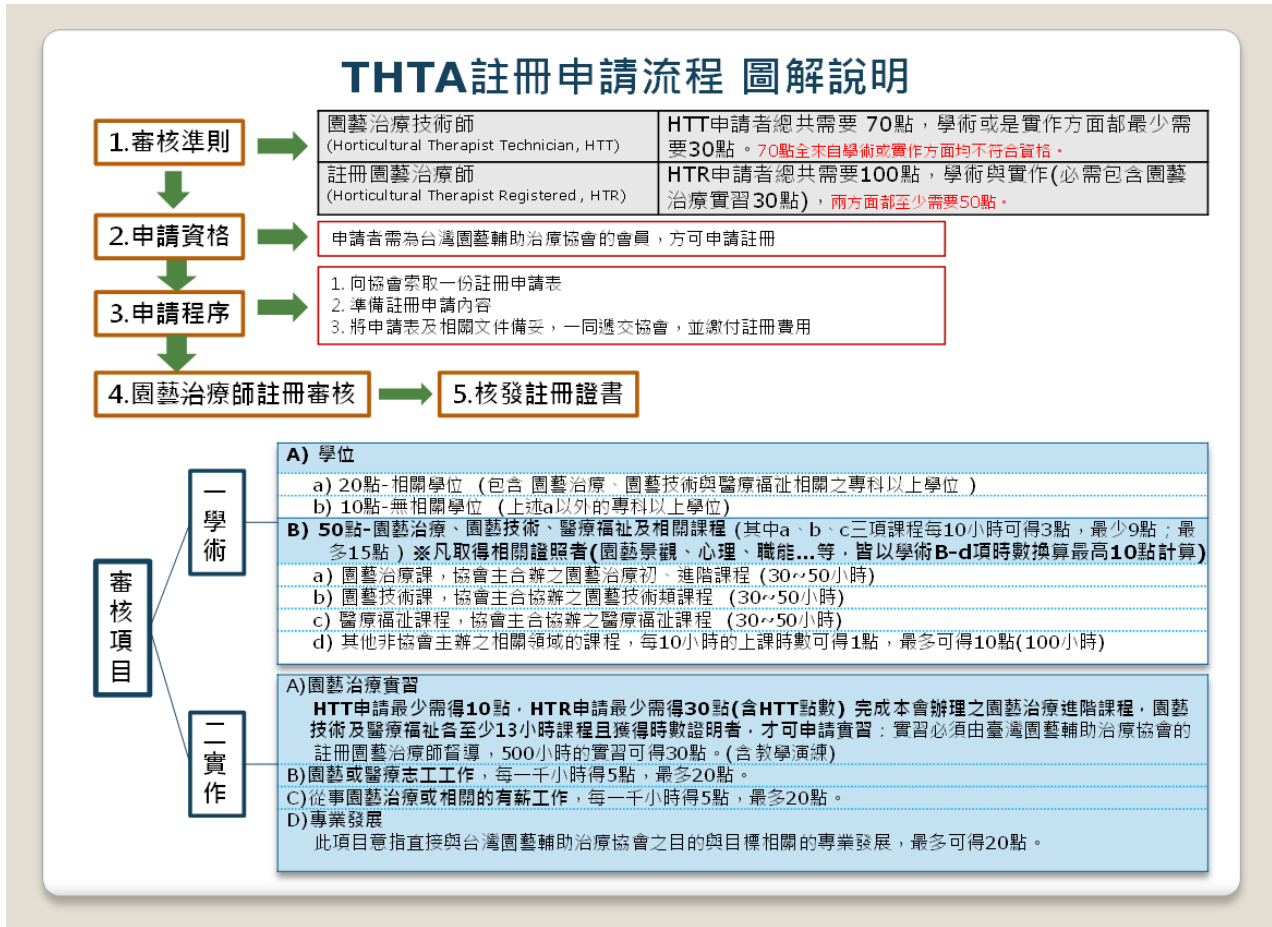 THTA註冊申請流程 圖解說明
1.審核準則
園藝治療技術師
(Horticultural Therapist Technician, HTT)
HTT申請者總共需要 70點，學術或是實作方面都最少需
要30點。70點全來自學術或實作方面均不符合資格。
註冊園藝治療師
(Horticultural Therapist Registered , HTR)
HTR申請者總共需要100點，學術與實作(必需包含園藝
治療實習30點)，兩方面都至少需要50點。
2.申請資格
申請者需為台灣園藝輔助治療協會的會員，方可申請註冊
3.申請程序
1. 向協會索取一份註冊申請表
2. 準備註冊申請內容
3. 將申請表及相關文件備妥，一同遞交協會，並繳付註冊費用
4.園藝治療師註冊審核
5.核發註冊證書
審核項目
一學術
A) 學位
a) 20點-相關學位 (包含 園藝治療、園藝技術與醫療福祉相關之專科以上學位 )
b) 10點-無相關學位 (上述a以外的專科以上學位)
B) 50點-園藝治療、園藝技術、醫療福祉及相關課程 (其中a、b、c三項課程每10小時可得3點，最少9點；最
多15點 ) ※凡取得相關證照者(園藝景觀、心理、職能...等，皆以學術B-d項時數換算最高10點計算)
a) 園藝治療課，協會主合辦之園藝治療初、進階課程 (30~50小時)
b) 園藝技術課，協會主合協辦之園藝技術類課程 (30~50小時)
c) 醫療福祉課程，協會主合協辦之醫療福祉課程 (30~50小時)
d) 其他非協會主辦之相關領域的課程，每10小時的上課時數可得1點，最多可得10點(100小時)
二實作
A)園藝治療實習
HTT申請最少需得10點，HTR申請最少需得30點(含HTT點數) 完成本會辦理之園藝治療進階課程，園藝
技術及醫療福祉各至少13小時課程且獲得時數證明者，才可申請實習：實習必須由臺灣園藝輔助治療協會的
註冊園藝治療師督導，500小時的實習可得30點。(含教學演練)
B)園藝或醫療志工工作，每一千小時得5點，最多20點。
C)從事園藝治療或相關的有薪工作，每一千小時得5點，最多20點。
D)專業發展
此項目意指直接與台灣園藝輔助治療協會之目的與目標相關的專業發展，最多可得20點。